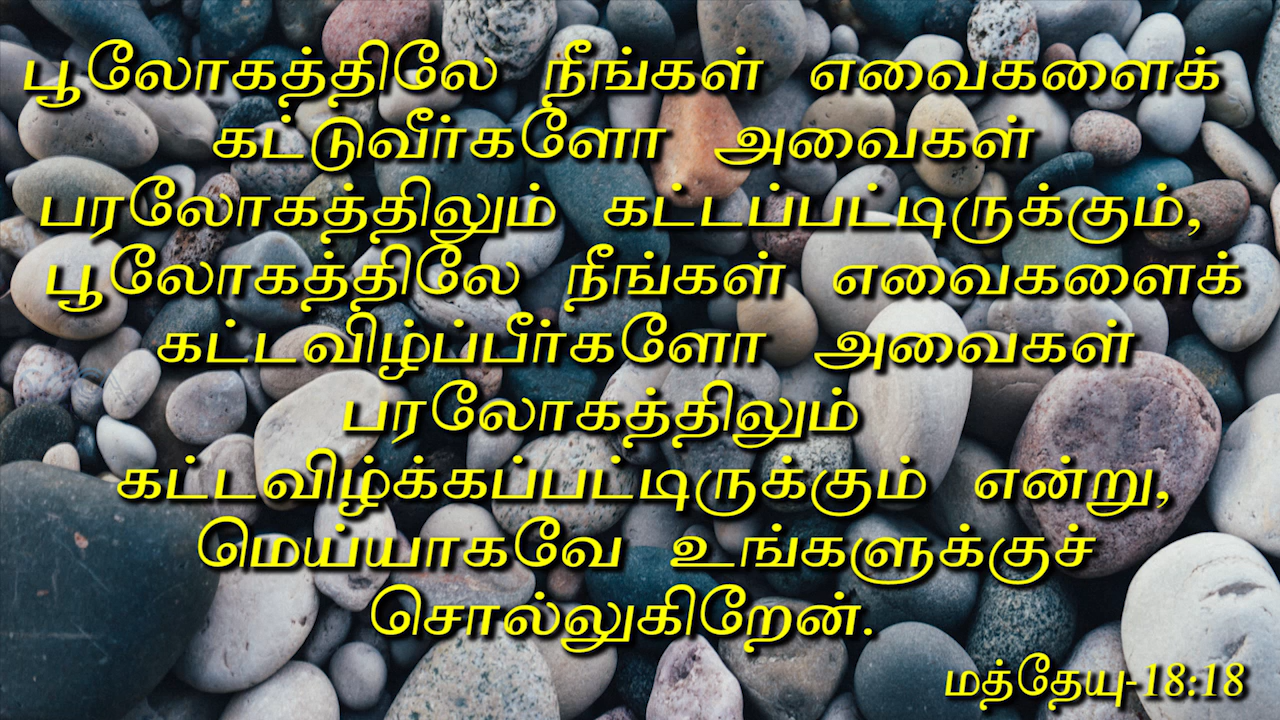 பூலோகத்திலே நீங்கள் எவைகளைக்
கட்டுவீர்களோ அவைகள்
பரலோகத்திலும் கட்டப்பட்டிருக்கும்,
பூலோகத்திலே நீங்கள் எவைகளைக்
கட்டவிழ்ப்பீர்களோ அவைகள்
பரலோகத்திலும்
கட்டவிழ்க்கப்பட்டிருக்கும் என்று,
மெய்யாகவே உங்களுக்குச்
சொல்லுகிறேன்.
மத்தேயு-18:18